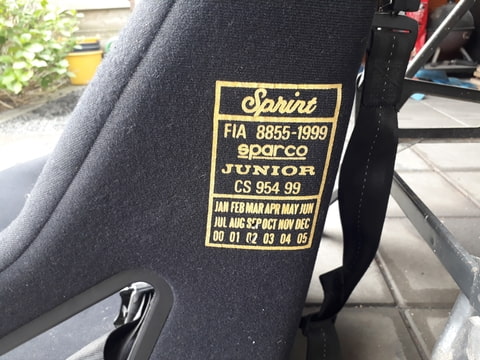 Sprint
FIA 8855-1999
sparco
JUNIOR
CS 954 99
JAN FEB MAR APR MAY JUN
JUL AUG SEP OCT NOV DEC
00 01 02 03 04 05